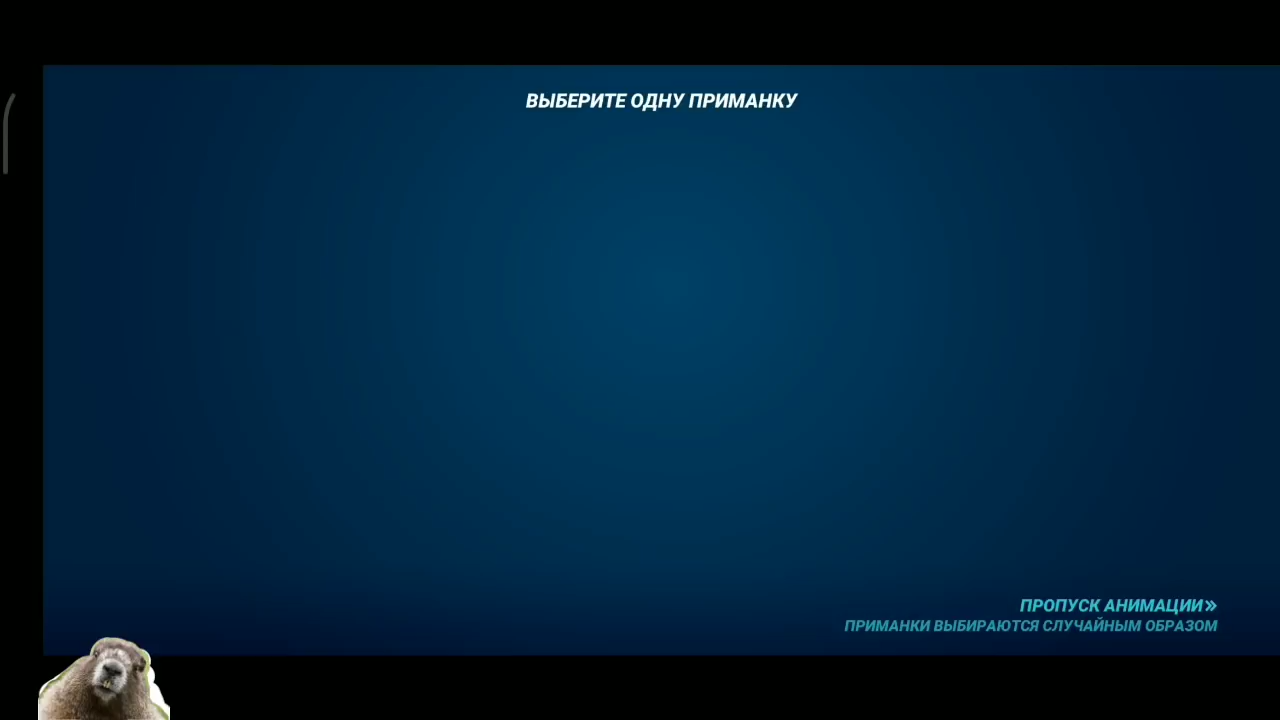 ВЫБЕРИТЕ ОДНУ ПРИМАНКУ
ПРОПУСК АНИМАЦИИ»
ПРИМАНКИ ВЫБИРАЮТСЯ СЛУЧАЙНЫМ ОБРАЗОМ